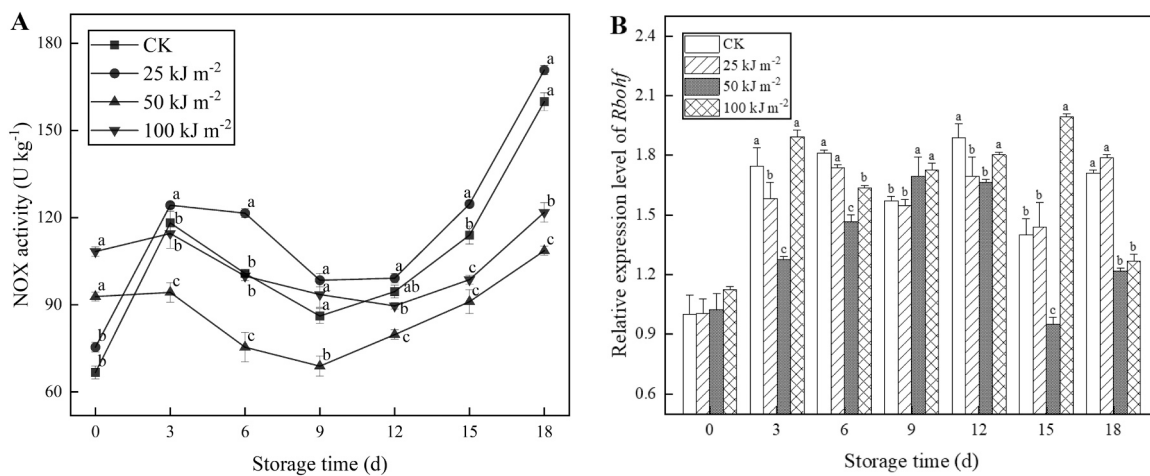 A
CK
25 kJ m-2
50 kJ m-2
100 kJ m-2
NOX activity (U kg-1)
180
150
120
90
60
a
a
b
b
a
b
b
c
a
b
b
c
a
a
a
b
a
ab
b
c
a
b
c
c
a
a
b
c
0 3 6 9 12 15 18
Storage time (d)
B
CK
25 kJ m-2
50 kJ m-2
100 kJ m-2
Relative expression level of Rbohf
2.4
2.1
1.8
1.5
1.2
0.9
0.6
a b c a
a a c b
b b a a
a b b a
b b c a
a a b b
0 3 6 9 12 15 18
Storage time (d)